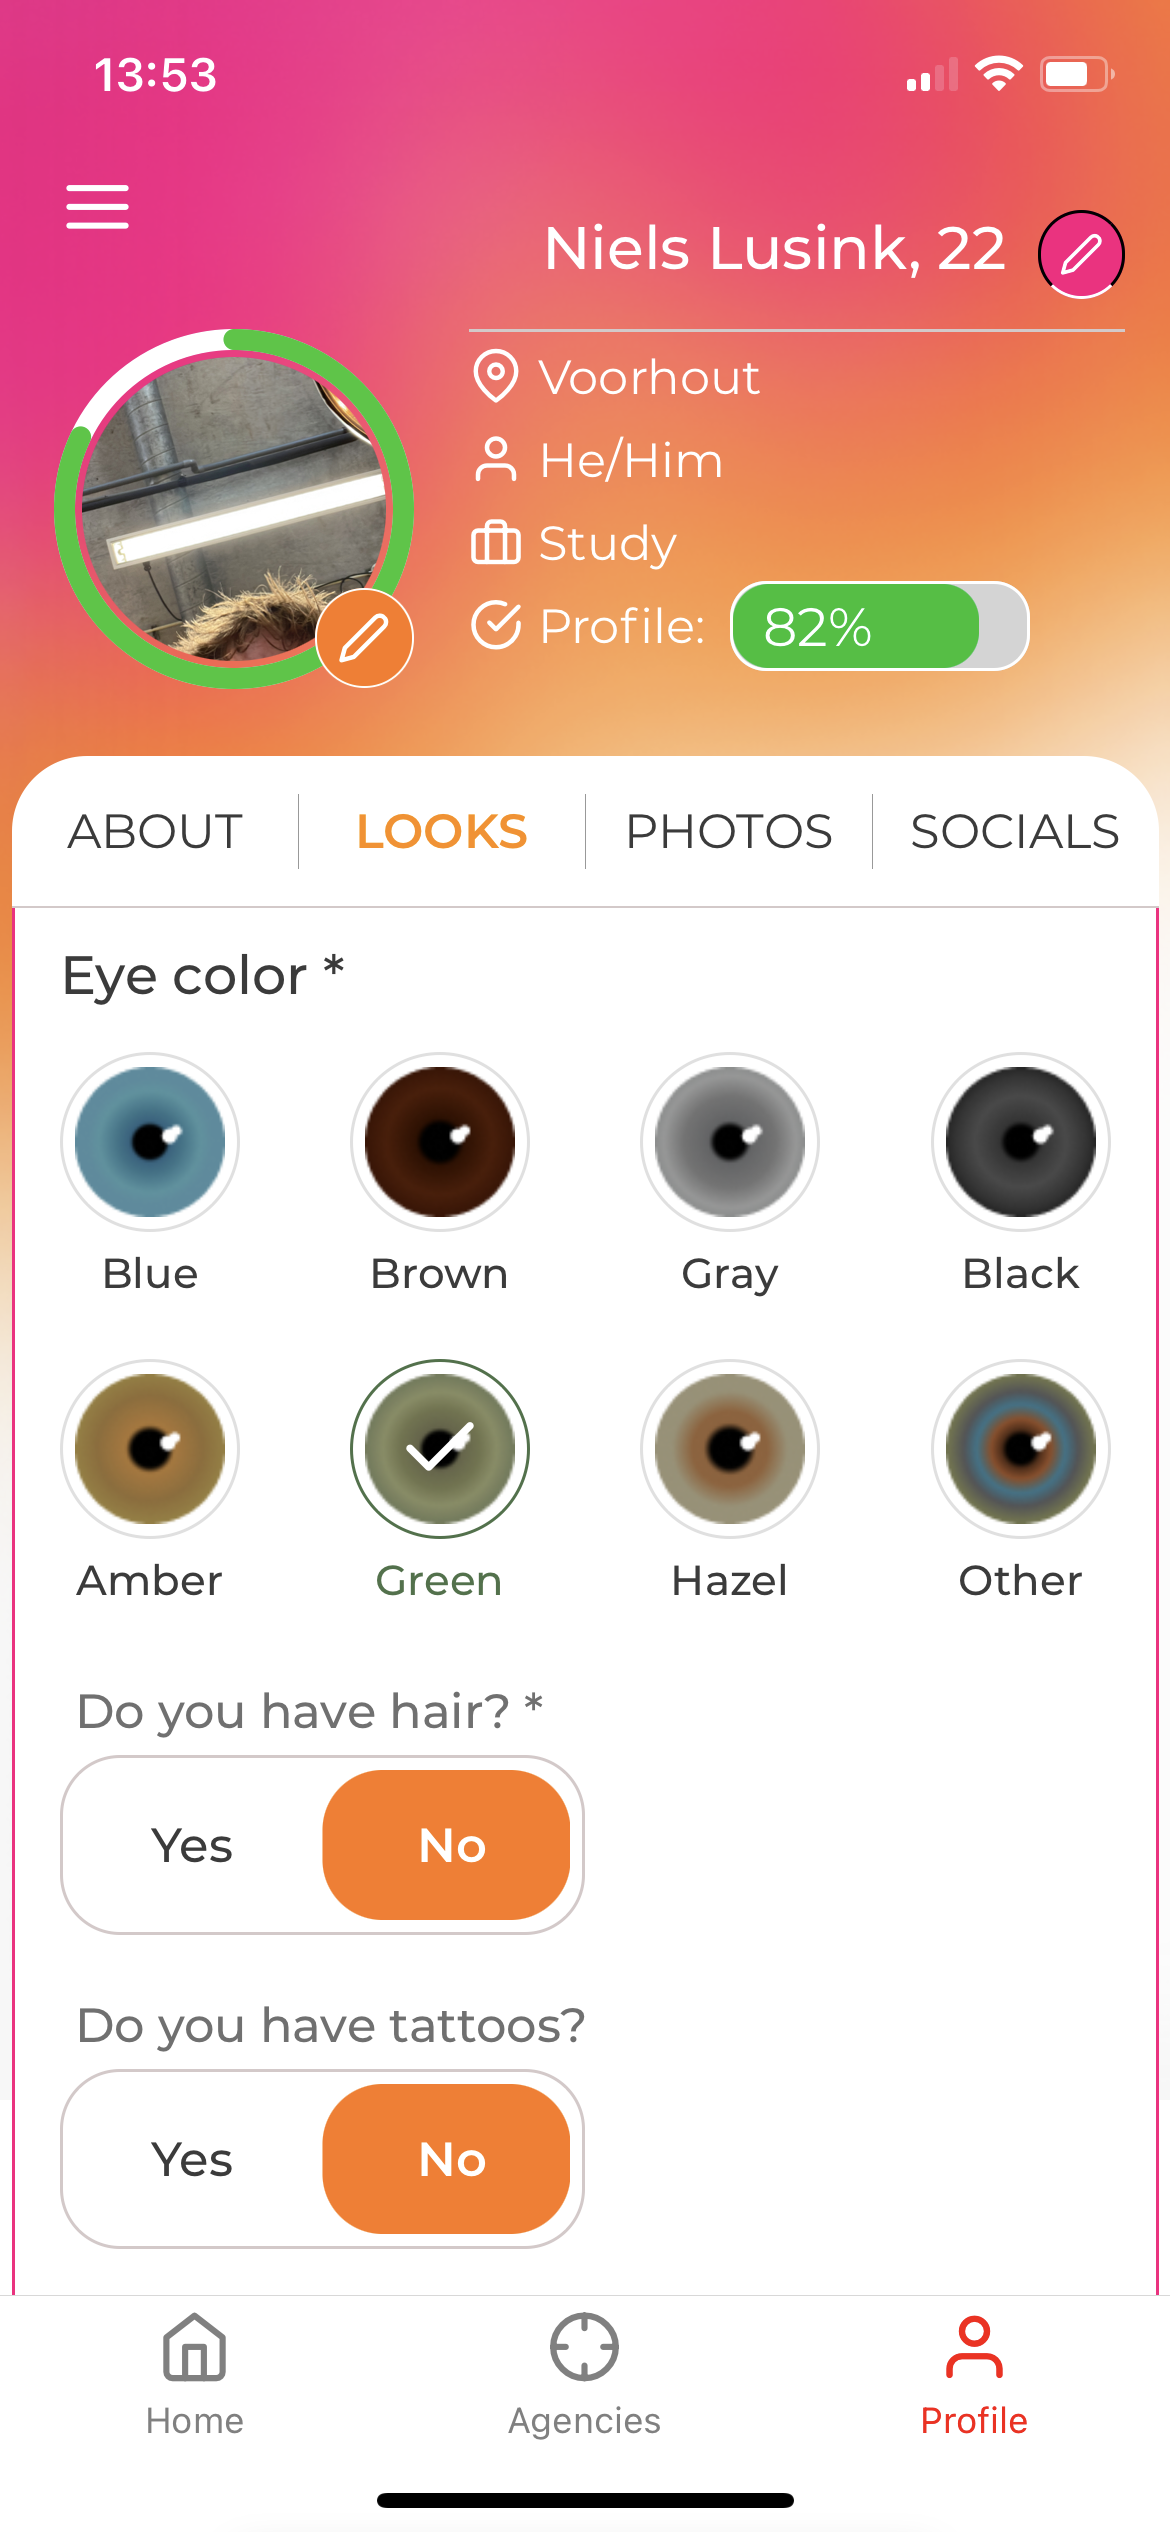 13:53
Niels Lusink, 22
Voorhout
He/Him
Study
Profile: 82%
ABOUT LOOKS PHOTOS SOCIALS
Eye color *
Blue Brown Gray Black
Amber Green Hazel Other
Do you have hair? *
Yes No
Do you have tattoos?
Yes No
Home Agencies Profile